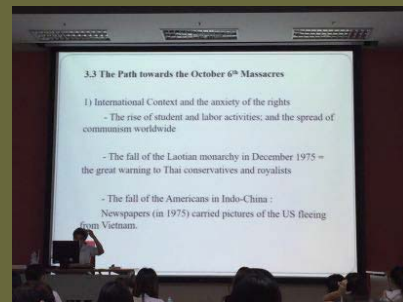 3.3 The Path towards the October 6th Massacres
1) International Context and the anxiety of the rights
- The rise of student and labor activities; and the spread of
communism worldwide
- The fall of the Laotian monarchy in December 1975 =
the great warning to Thai conservatives and royalists
- The fall of the Americans in Indo-China :
Newspapers (in 1975) carried pictures of the US fleeing
from Vietnam.